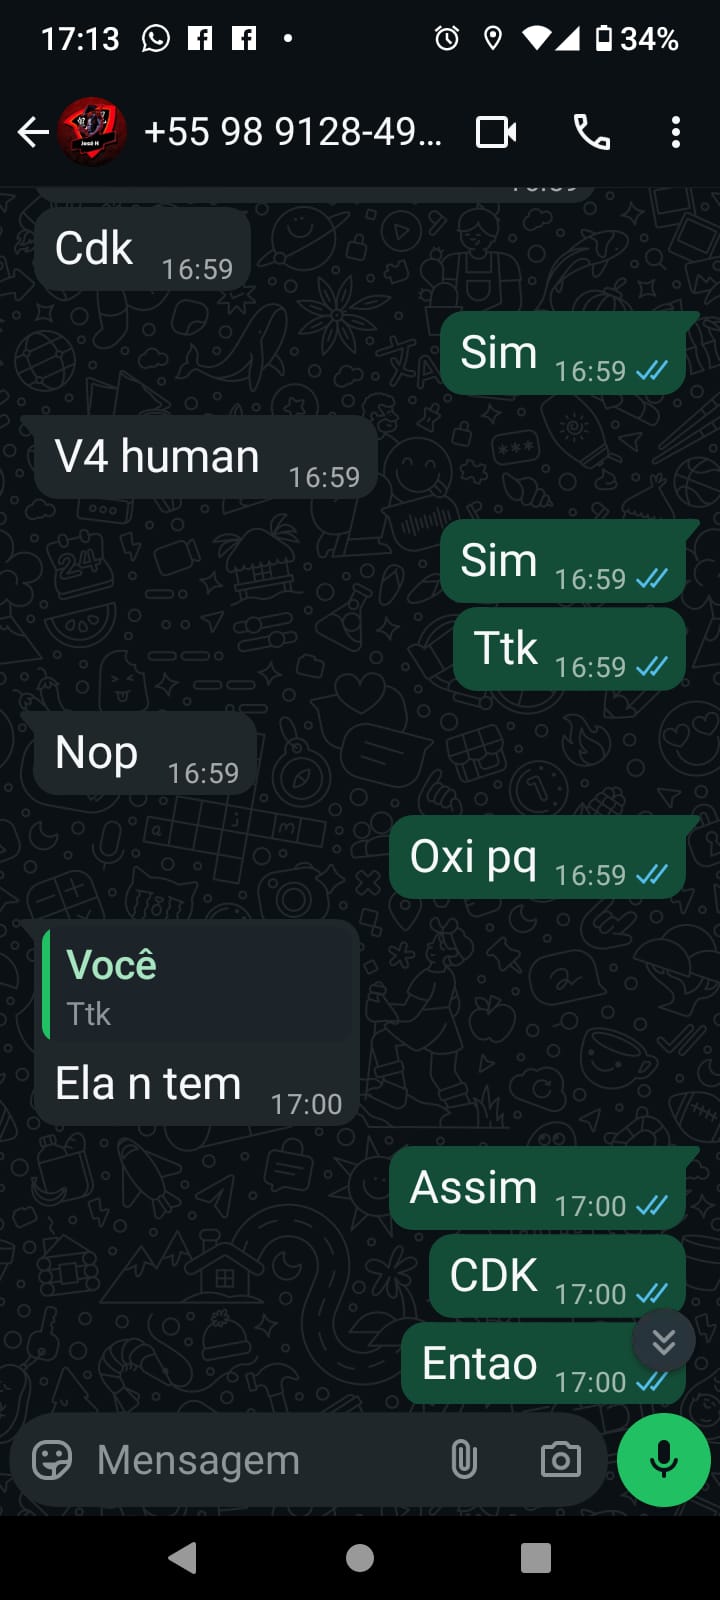 17:13
34%
+55 98 9128-49...
José H
Cdk 16:59
Sim 16:59
V4 human 16:59
Sim 16:59
Ttk 16:59
Nop 16:59
Oxi pq 16:59
Você
Ttk
Ela n tem 17:00
Assim 17:00
CDK 17:00
Entao 17:00
Mensagem